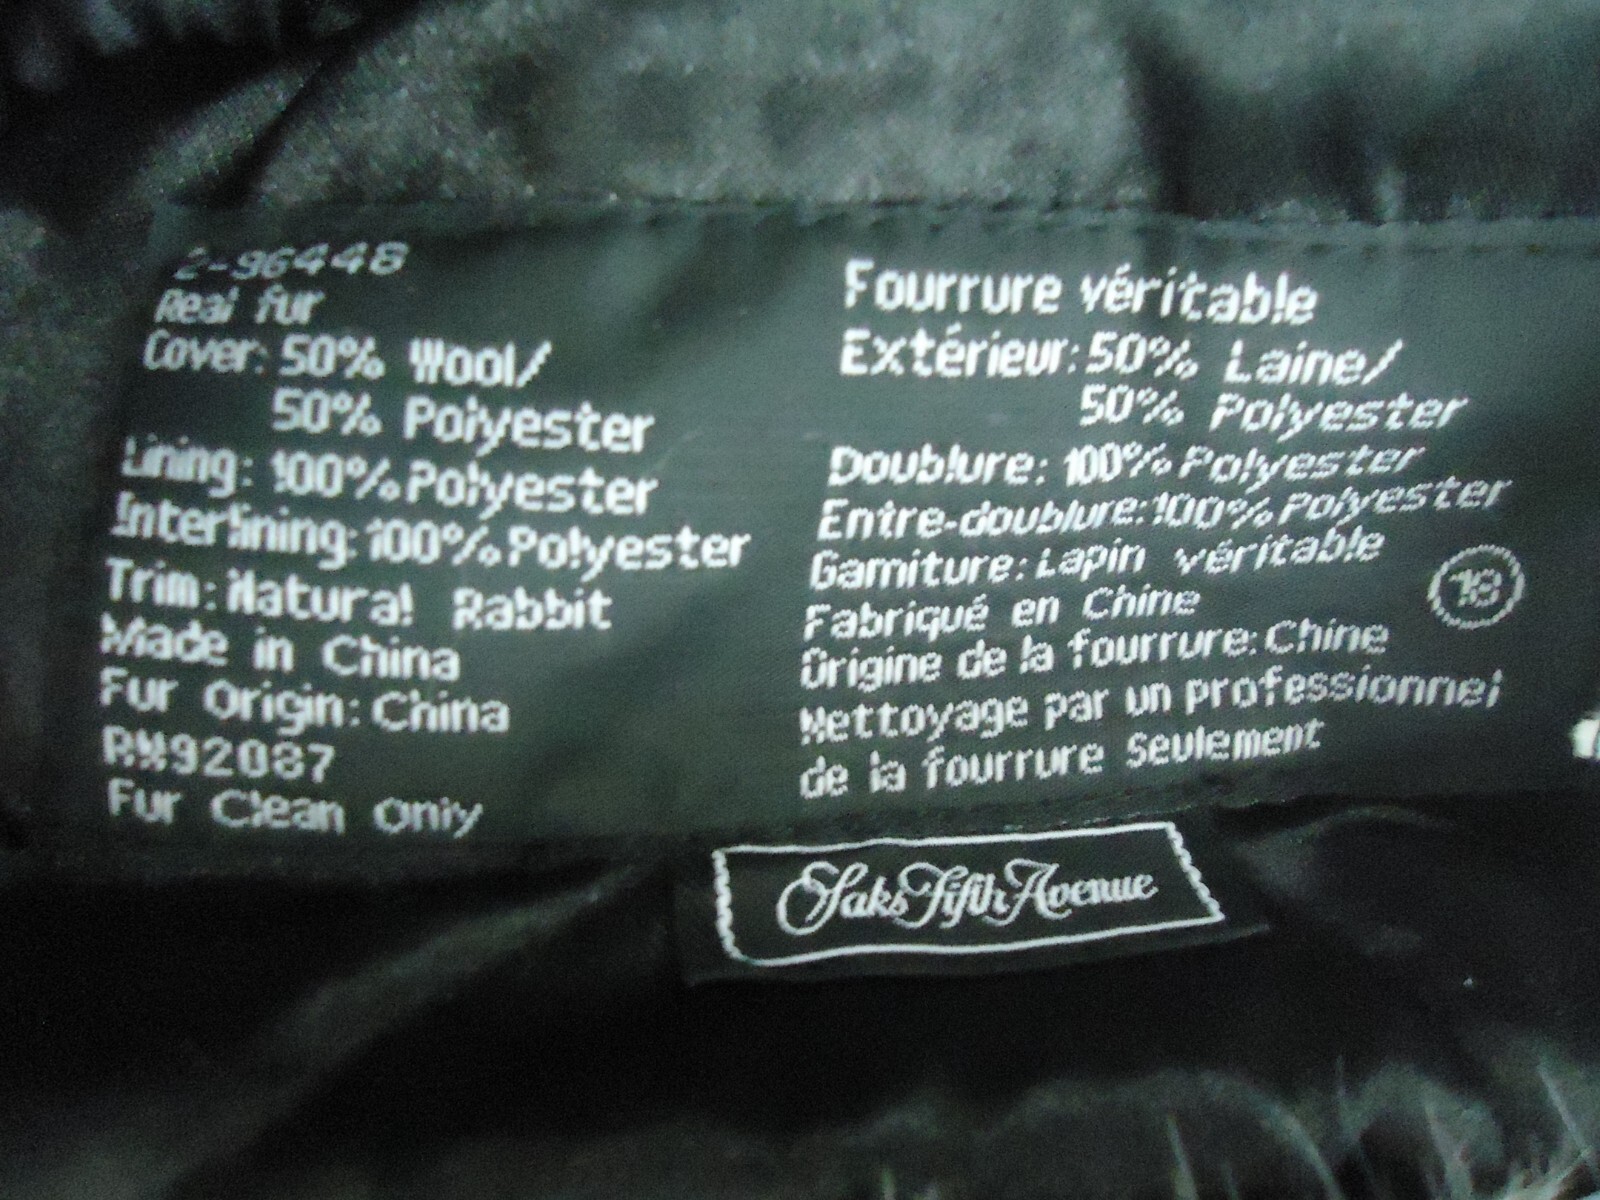 2-96448
Real fur
Cover: 50% Wool/
50% Polyester
Lining: 100% Polyester
Interlining: 100% Polyester
Trim: Natural Rabbit
Made in China
Fur Origin: China
RN92087
Fur Clean Only
Fourrure véritable
Extérieur: 50% Laine/
50% Polyester
Doublure: 100% Polyester
Entre-doublure: 100% Polyester
Garniture: Lapin véritable
Fabriqué en Chine
Origine de la fourrure: Chine
Nettoyage par un professionnel
de la fourrure Seulement
18
Saks Fifth Avenue